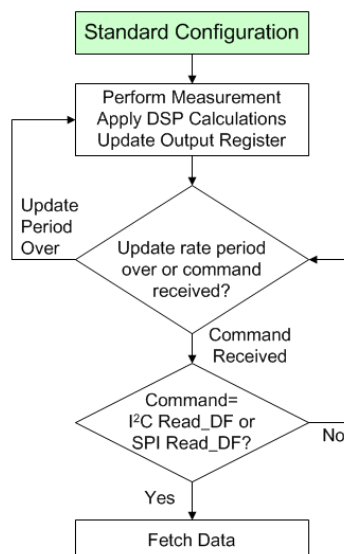 Standard Configuration
Perform Measurement
Apply DSP Calculations
Update Output Register
Update
Period
Over
Update rate period
over or command
received?
Command
Received
Command=
I²C Read_DF or
SPI Read_DF?
No
Yes
Fetch Data